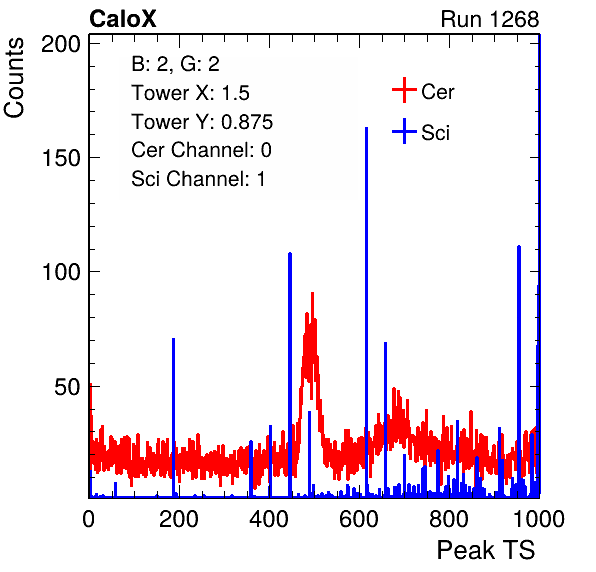 CaloX Run 1268
B: 2, G: 2
Tower X: 1.5
Tower Y: 0.875
Cer Channel: 0
Sci Channel: 1
Cer
Sci
Counts
200
150
100
50
0 200 400 600 800 1000
Peak TS